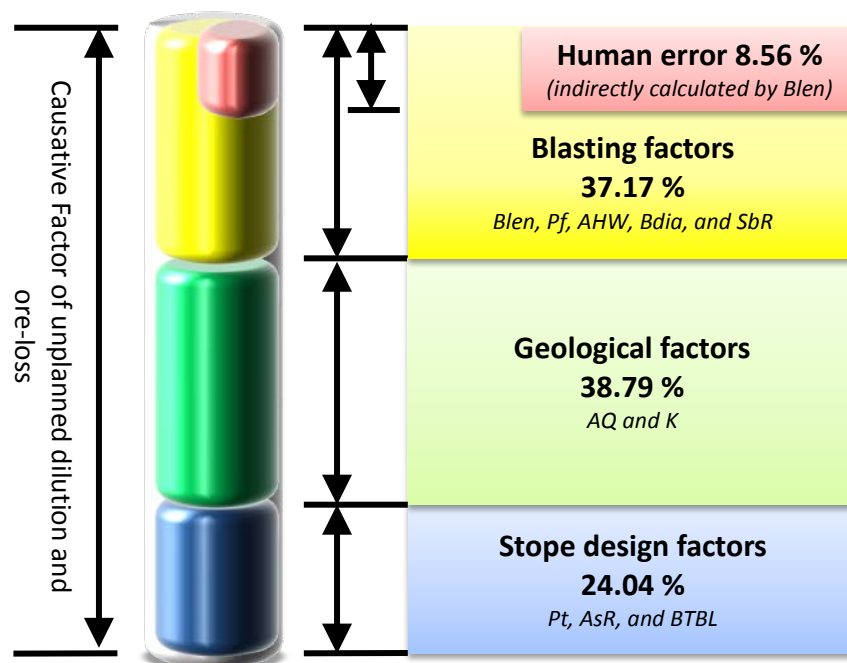 Causative Factor of unplanned dilution and
ore-loss
Human error 8.56 %
(indirectly calculated by Blen)
Blasting factors
37.17 %
Blen, Pf, AHW, Bdia, and SbR
Geological factors
38.79 %
AQ and K
Stope design factors
24.04 %
Pt, AsR, and BTBL